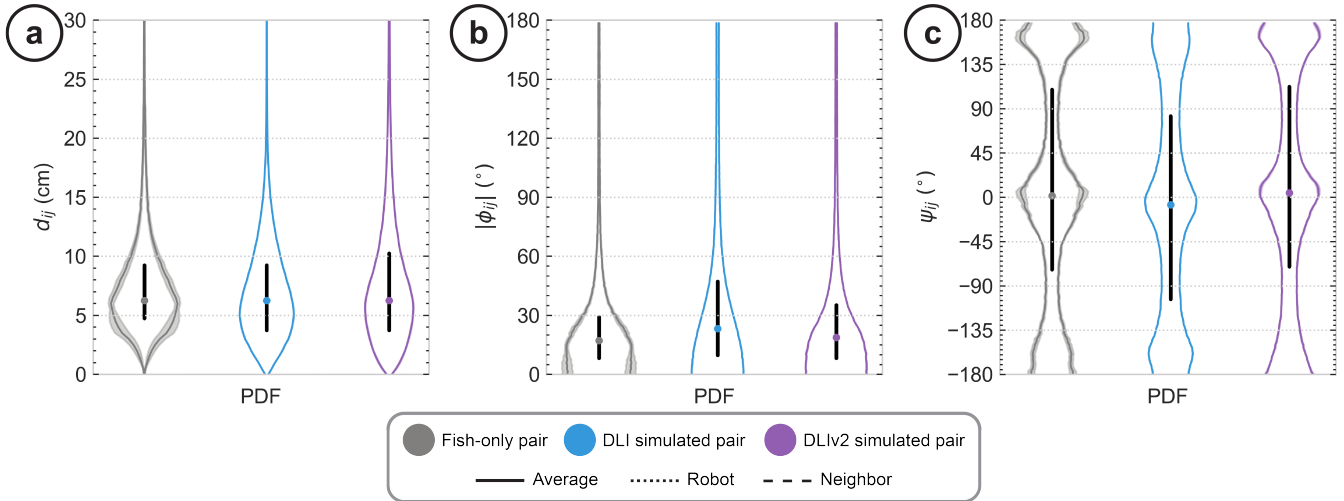 a
30
25
20
15
10
5
0
d_ij (cm)
PDF
b
180
150
120
90
60
30
0
|ϕ_ij| (°)
PDF
c
180
135
90
45
0
−45
−90
−135
−180
ψ_ij (°)
PDF
Fish-only pair DLI simulated pair DLIv2 simulated pair
Average Robot Neighbor